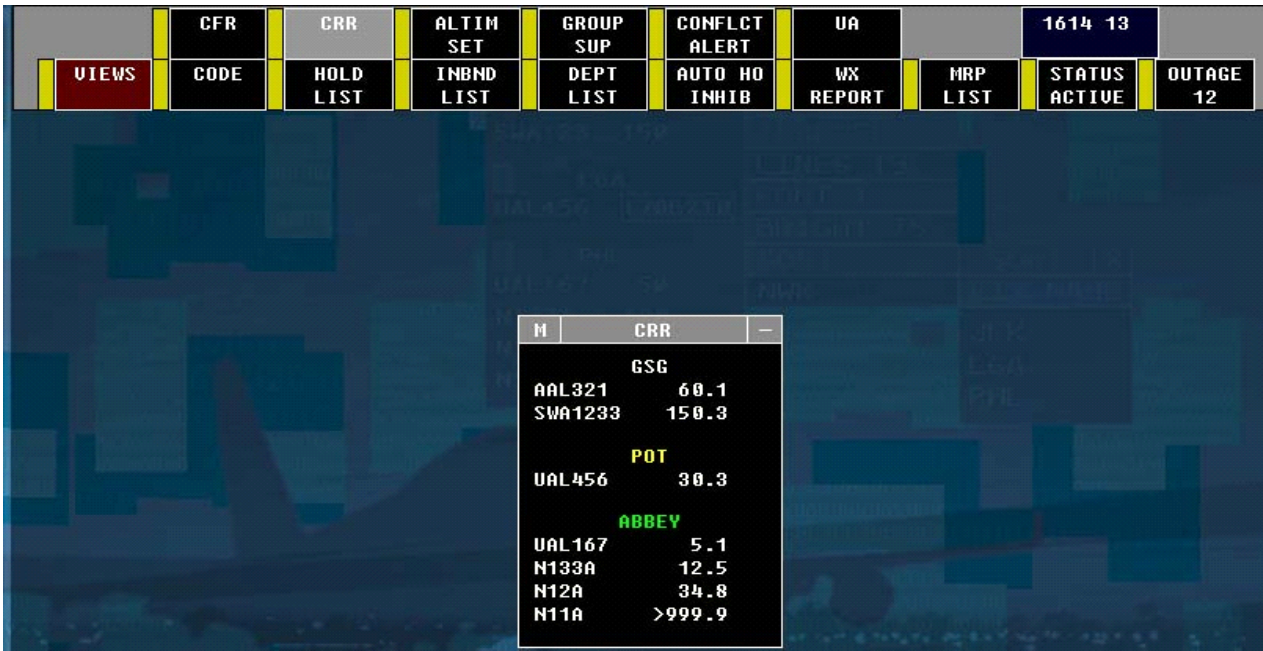 CFR CRR ALTIM SET GROUP SUP CONFLCT ALERT UA 1614 13
VIEWS CODE HOLD LIST INBND LIST DEPT LIST AUTO HO INHIB WX REPORT MRP LIST STATUS ACTIVE OUTAGE 12
M CRR –
GSG
AAL321 60.1
SWA1233 150.3
POT
UAL456 30.3
ABBEY
UAL167 5.1
N133A 12.5
N12A 34.8
N11A >999.9